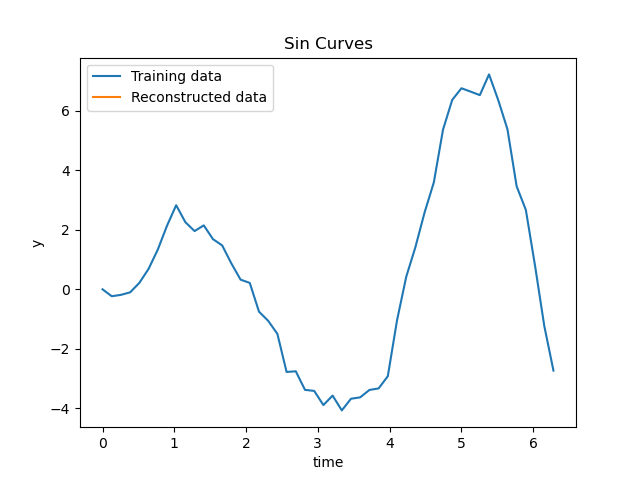 Sin Curves
Training data
Reconstructed data
y
6
4
2
0
−2
−4
0 1 2 3 4 5 6
time